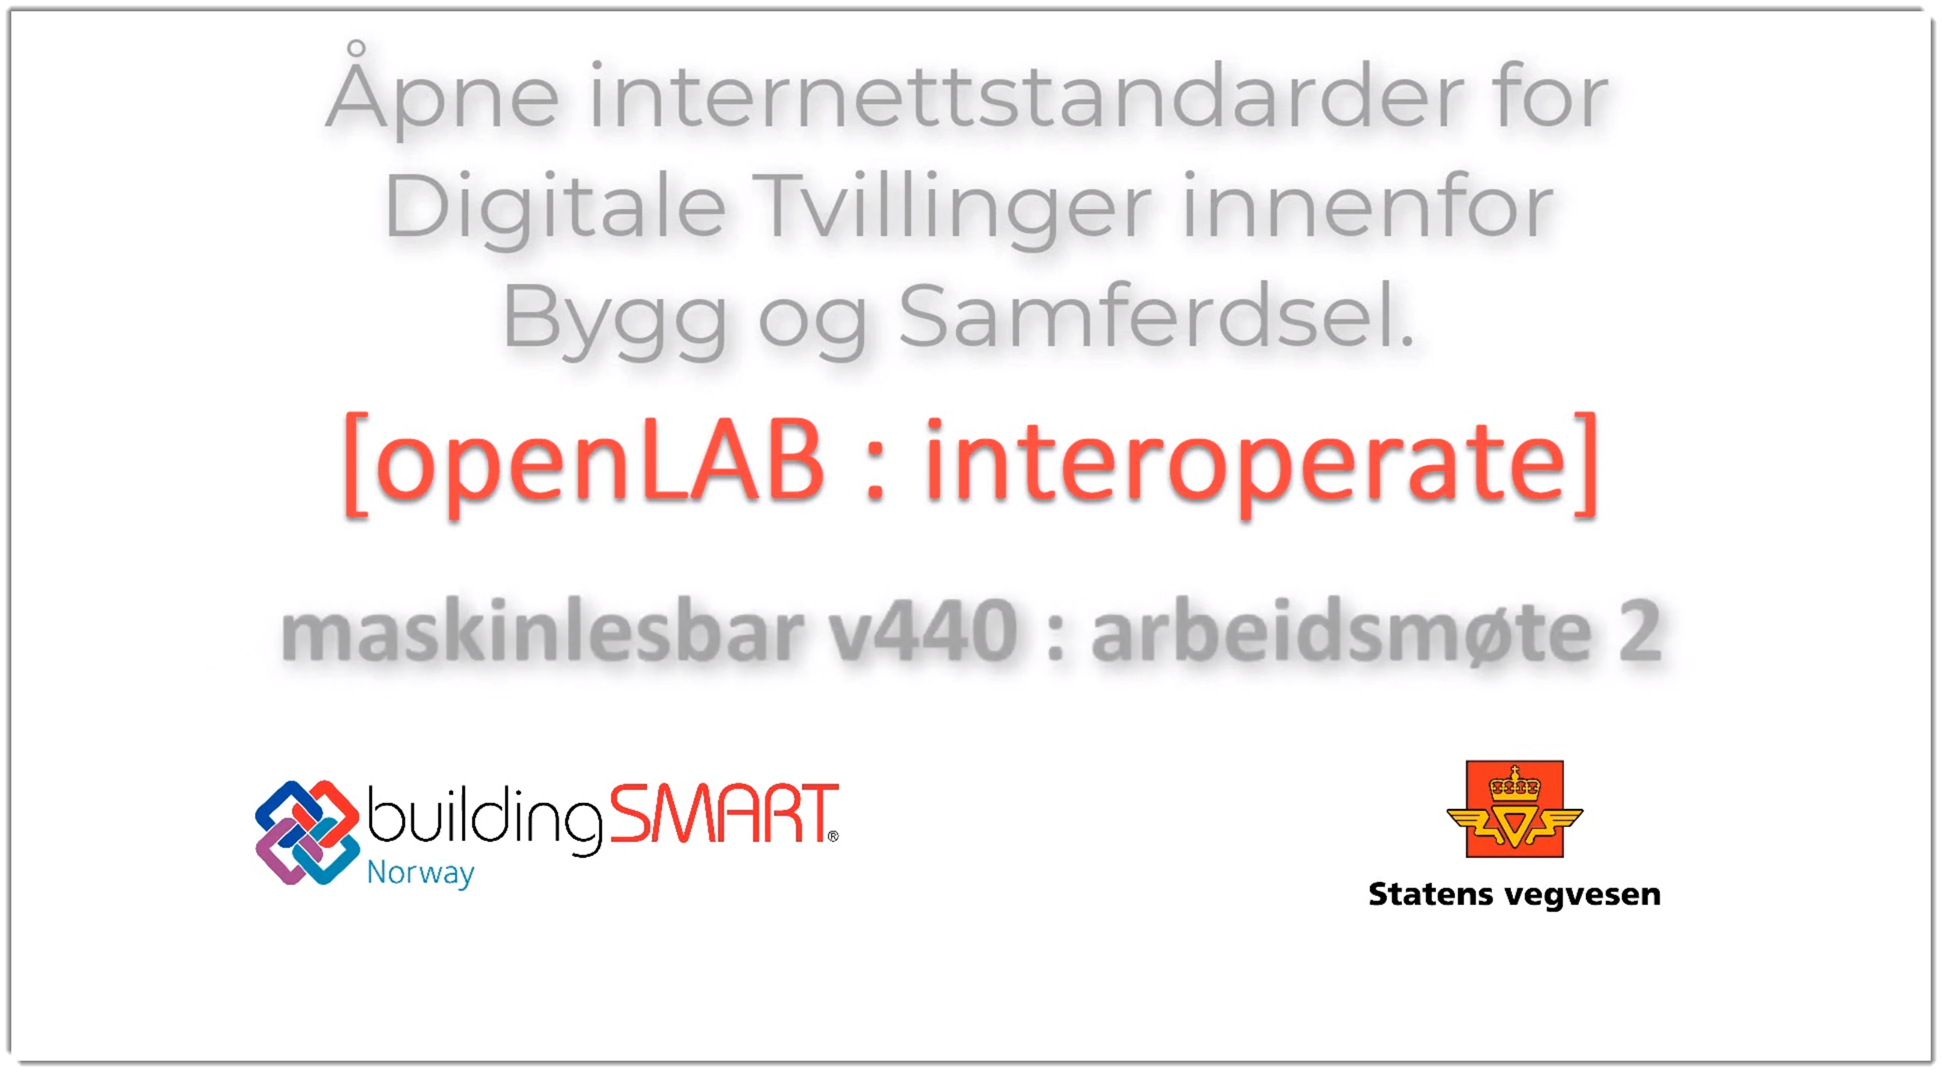 Åpne internettstandarder for
Digitale Tvillinger innenfor
Bygg og Samferdsel.
[openLAB : interoperate]
maskinlesbar v440 : arbeidsmøte 2
buildingSMART®
Norway
Statens vegvesen